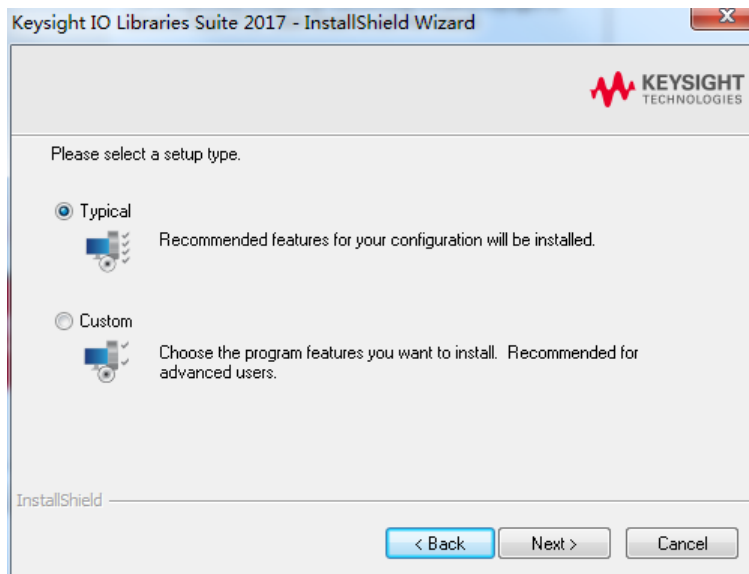 Keysight IO Libraries Suite 2017 - InstallShield Wizard
KEYSIGHT
TECHNOLOGIES
Please select a setup type.
Typical
Recommended features for your configuration will be installed.
Custom
Choose the program features you want to install. Recommended for
advanced users.
InstallShield
< Back Next > Cancel